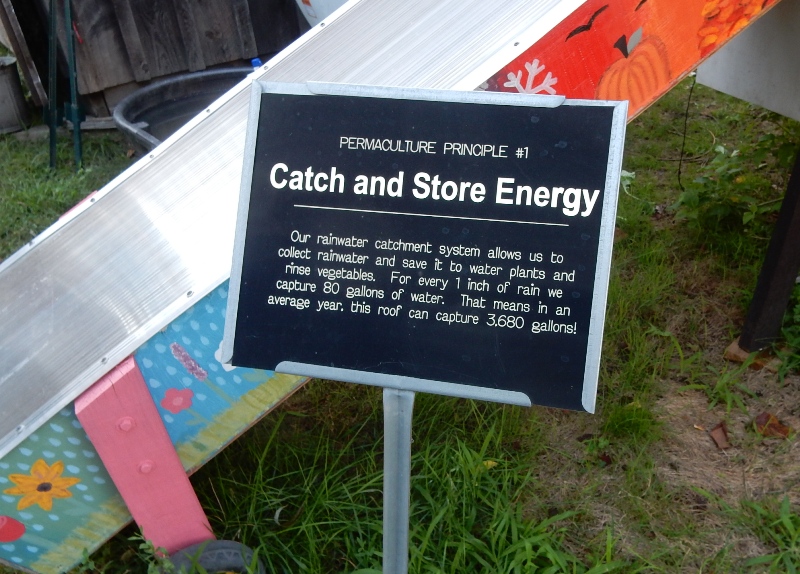 PERMACULTURE PRINCIPLE #1
Catch and Store Energy
Our rainwater catchment system allows us to
collect rainwater and save it to water plants and
rinse vegetables. For every 1 inch of rain we
capture 80 gallons of water. That means in an
average year, this roof can capture 3,680 gallons!